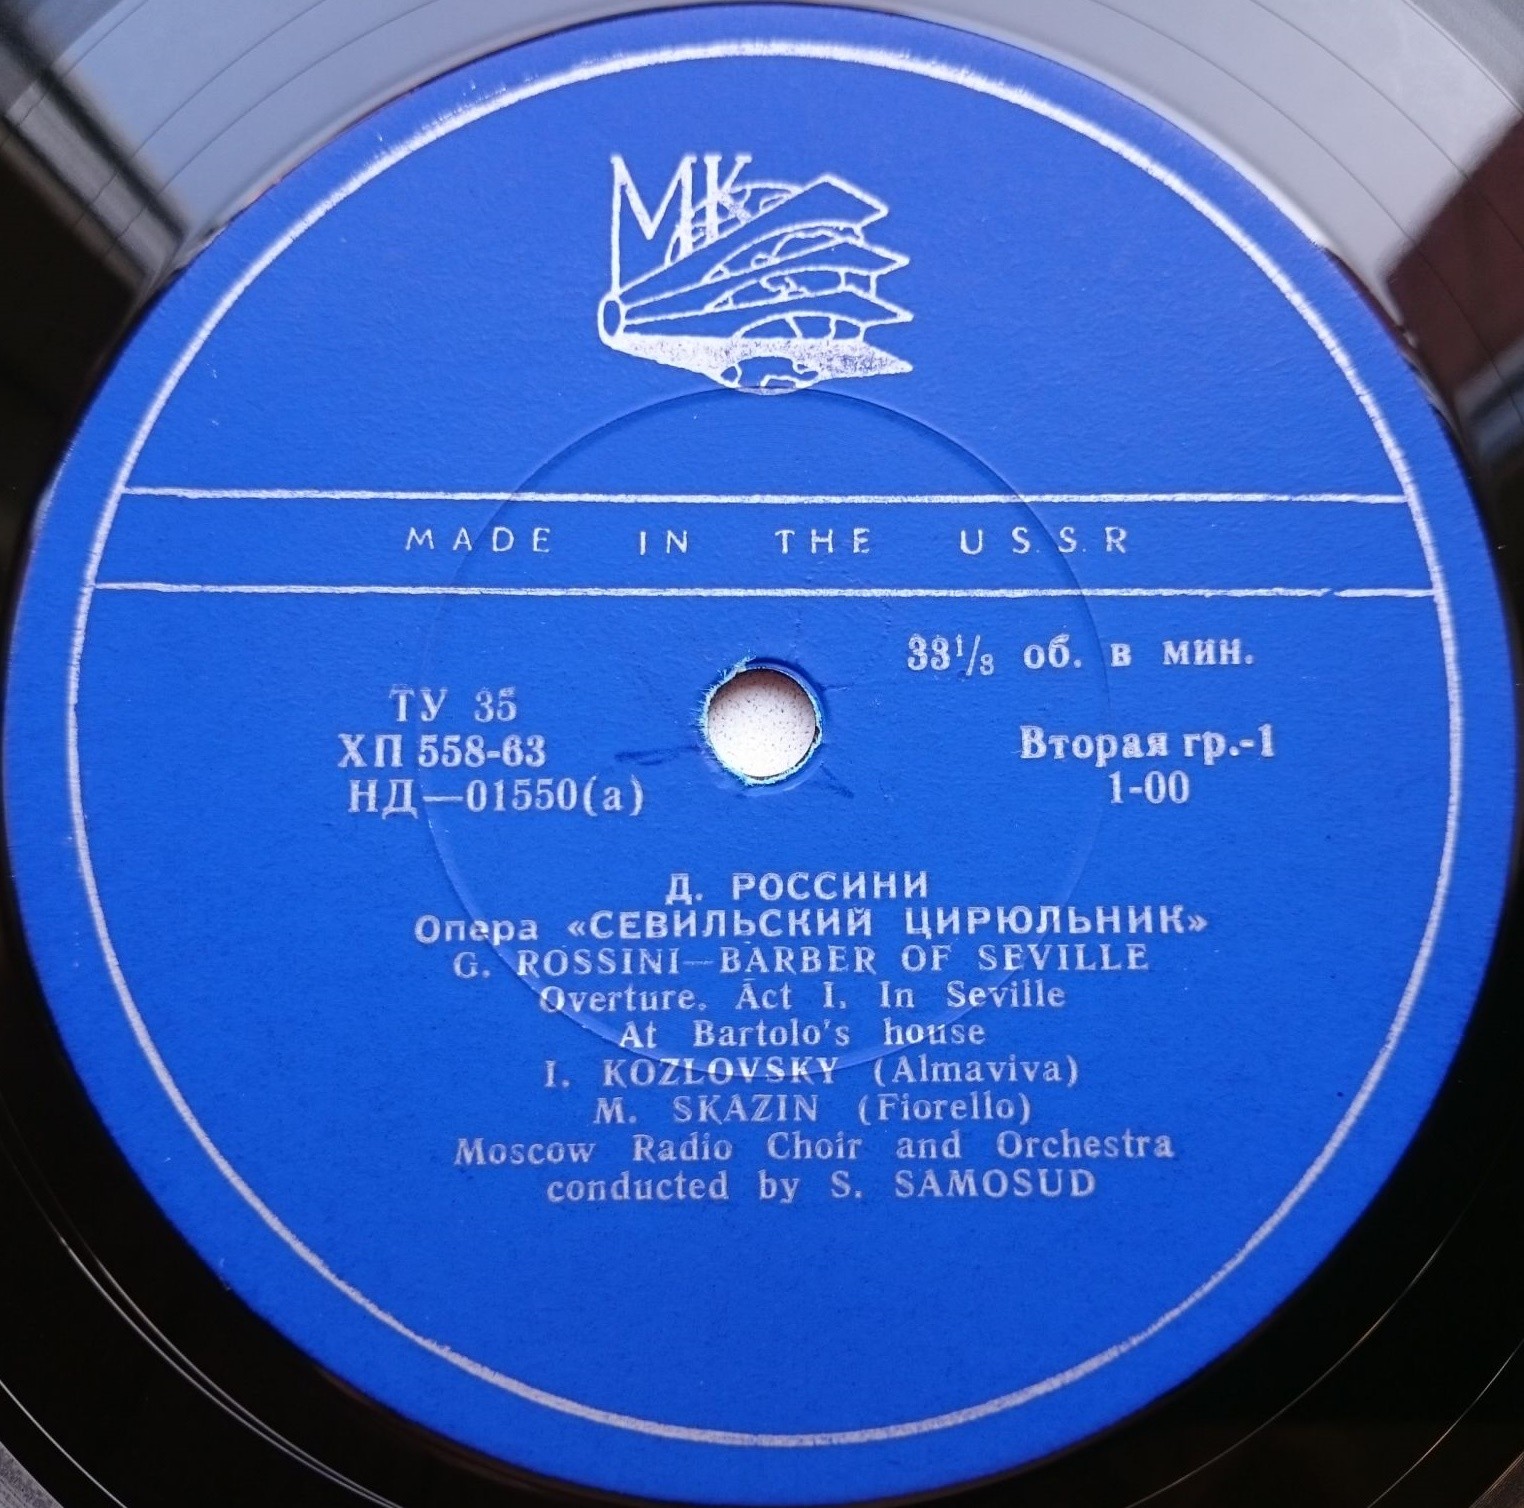 МК
MADE IN THE U.S.S.R
33⅓ об. в мин.
ТУ 35
ХП 558-63
НД—01550(а)
Вторая гр.-1
1-00
Д. РОССИНИ
Опера «СЕВИЛЬСКИЙ ЦИРЮЛЬНИК»
G. ROSSINI—BARBER OF SEVILLE
Overture. Act I. In Seville
At Bartolo's house
I. KOZLOVSKY (Almaviva)
M. SKAZIN (Fiorello)
Moscow Radio Choir and Orchestra
conducted by S. SAMOSUD